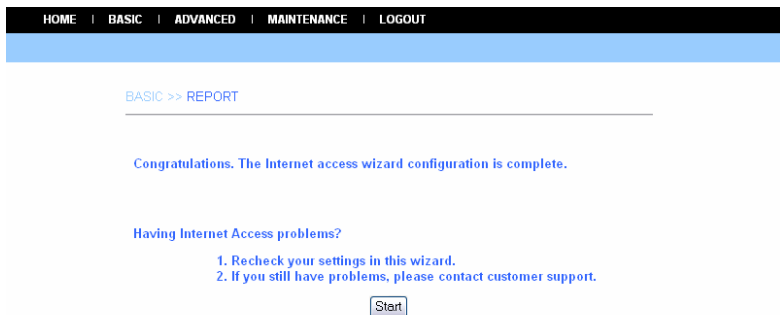 HOME | BASIC | ADVANCED | MAINTENANCE | LOGOUT
BASIC >> REPORT
Congratulations. The Internet access wizard configuration is complete.
Having Internet Access problems?
1. Recheck your settings in this wizard.
2. If you still have problems, please contact customer support.
Start